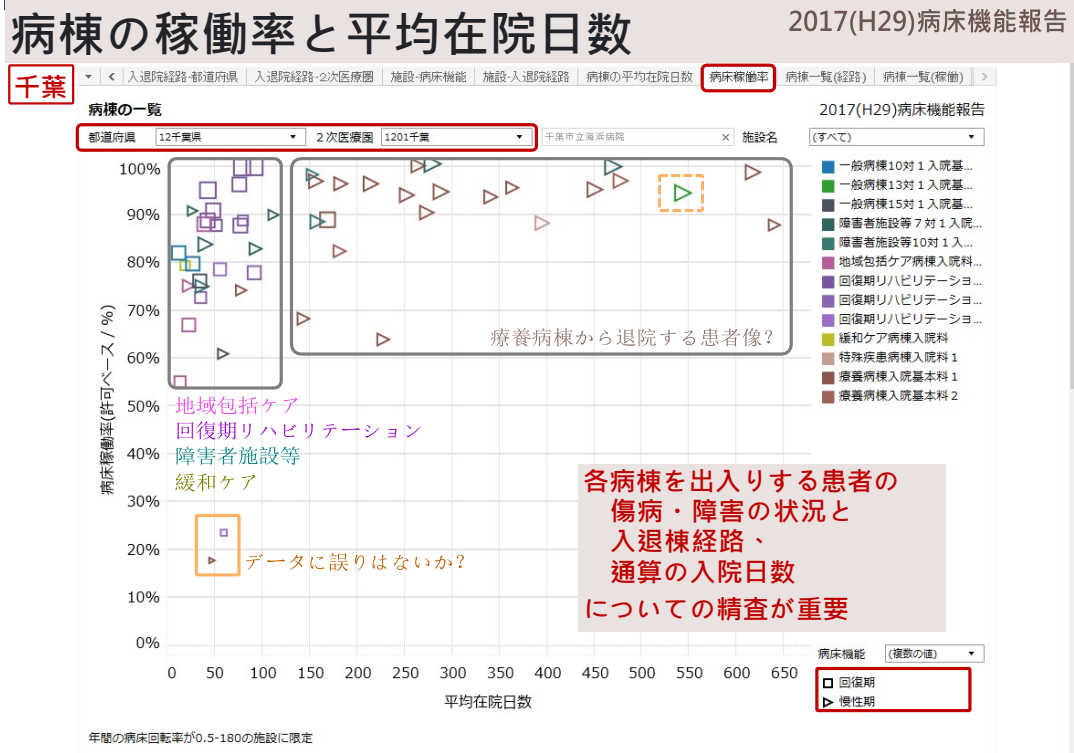 病棟の稼働率と平均在院日数
2017(H29)病床機能報告
千葉
入退院経路-都道府県 入退院経路-2次医療圏 施設-病床機能 施設-入退院経路 病棟の平均在院日数 病床稼働率 病棟一覧(経路) 病棟一覧(稼働)
病棟の一覧
2017(H29)病床機能報告
都道府県 12千葉県 2次医療圏 1201千葉 千葉市立海浜病院 施設名 (すべて)
100%
90%
80%
70%
60%
50%
40%
30%
20%
10%
0%
病床稼働率(許可ベース / %)
0 50 100 150 200 250 300 350 400 450 500 550 600 650
平均在院日数
療養病棟から退院する患者像?
地域包括ケア
回復期リハビリテーション
障害者施設等
緩和ケア
データに誤りはないか?
一般病棟10対1入院基...
一般病棟13対1入院基...
一般病棟15対1入院基...
障害者施設等7対1入院...
障害者施設等10対1入...
地域包括ケア病棟入院料...
回復期リハビリテーショ...
回復期リハビリテーショ...
回復期リハビリテーショ...
緩和ケア病棟入院料
特殊疾患病棟入院料1
療養病棟入院基本料1
療養病棟入院基本料2
各病棟を出入りする患者の
傷病・障害の状況と
入退棟経路、
通算の入院日数
についての精査が重要
病床機能 (複数の値)
回復期
慢性期
年間の病床回転率が0.5-180の施設に限定